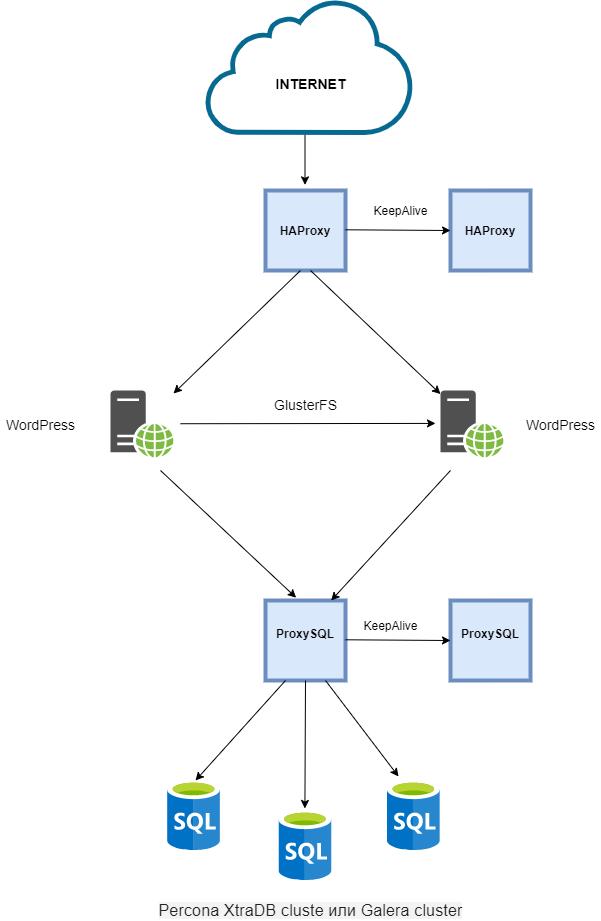 INTERNET
KeepAlive
HAProxy
HAProxy
GlusterFS
WordPress
WordPress
KeepAlive
ProxySQL
ProxySQL
SQL
SQL
SQL
Percona XtraDB cluste или Galera cluster